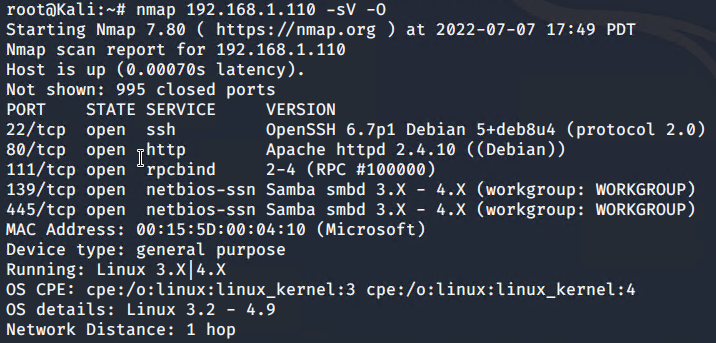 root@Kali:~# nmap 192.168.1.110 -sV -O
Starting Nmap 7.80 ( https://nmap.org ) at 2022-07-07 17:49 PDT
Nmap scan report for 192.168.1.110
Host is up (0.00070s latency).
Not shown: 995 closed ports
PORT    STATE SERVICE     VERSION
22/tcp  open  ssh         OpenSSH 6.7p1 Debian 5+deb8u4 (protocol 2.0)
80/tcp  open  http        Apache httpd 2.4.10 ((Debian))
111/tcp open  rpcbind     2-4 (RPC #100000)
139/tcp open  netbios-ssn Samba smbd 3.X - 4.X (workgroup: WORKGROUP)
445/tcp open  netbios-ssn Samba smbd 3.X - 4.X (workgroup: WORKGROUP)
MAC Address: 00:15:5D:00:04:10 (Microsoft)
Device type: general purpose
Running: Linux 3.X|4.X
OS CPE: cpe:/o:linux:linux_kernel:3 cpe:/o:linux:linux_kernel:4
OS details: Linux 3.2 - 4.9
Network Distance: 1 hop